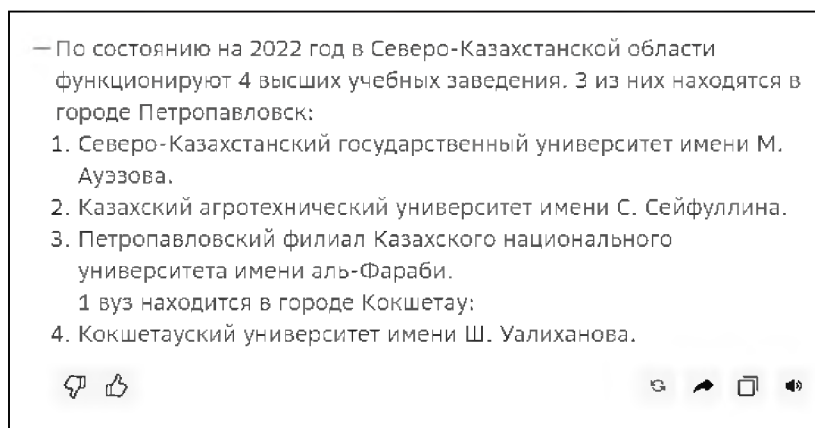 — По состоянию на 2022 год в Северо-Казахстанской области
функционируют 4 высших учебных заведения. 3 из них находятся в
городе Петропавловск:
1. Северо-Казахстанский государственный университет имени М.
Ауэзова.
2. Казахский агротехнический университет имени С. Сейфуллина.
3. Петропавловский филиал Казахского национального
университета имени аль-Фараби.
1 вуз находится в городе Кокшетау:
4. Кокшетауский университет имени Ш. Уалиханова.